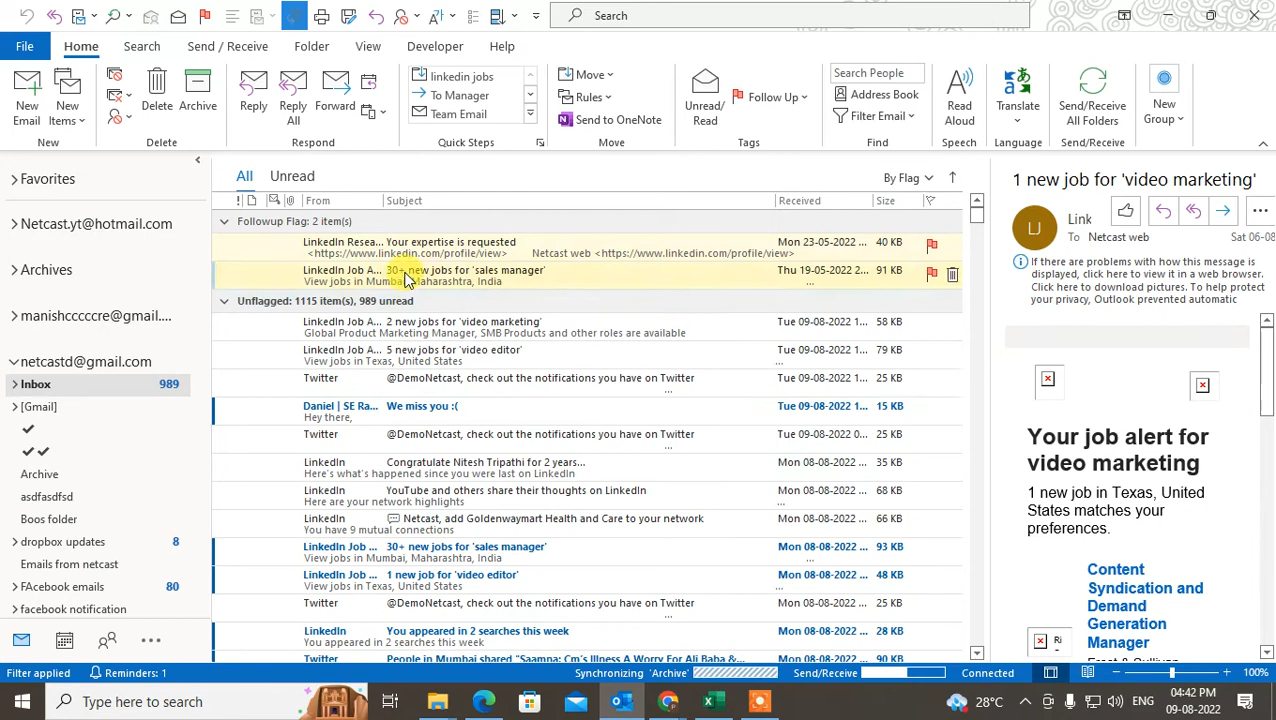 Search
File Home Search Send / Receive Folder View Developer Help
New Email
New Items
New
Delete
Archive
Delete
Reply
Reply All
Forward
Respond
linkedin jobs
To Manager
Team Email
Quick Steps
Move
Rules
Send to OneNote
Move
Unread/ Read
Follow Up
Tags
Search People
Address Book
Filter Email
Find
Read Aloud
Speech
Translate
Language
Send/Receive All Folders
Send/Receive
New Group
New
Favorites
Netcast.yt@hotmail.com
Archives
manishcccccre@gmail....
netcastd@gmail.com
Inbox 989
[Gmail]
Archive
asdfasdfsd
Boos folder
dropbox updates 8
Emails from netcast
FAcebook emails 80
facebook notification
All Unread By Flag
From Subject Received Size
Followup Flag: 2 item(s)
LinkedIn Resea... Your expertise is requested Mon 23-05-2022 ... 40 KB
<https://www.linkedin.com/profile/view> Netcast web <https://www.linkedin.com/profile/view>
LinkedIn Job A... 30+ new jobs for 'sales manager' Thu 19-05-2022 2... 91 KB
View jobs in Mumbai, Maharashtra, India ...
Unflagged: 1115 item(s), 989 unread
LinkedIn Job A... 2 new jobs for 'video marketing' Tue 09-08-2022 1... 58 KB
Global Product Marketing Manager, SMB Products and other roles are available
LinkedIn Job A... 5 new jobs for 'video editor' Tue 09-08-2022 1... 79 KB
View jobs in Texas, United States ...
Twitter @DemoNetcast, check out the notifications you have on Twitter Tue 09-08-2022 1... 25 KB
...
Daniel | SE Ra... We miss you :( Tue 09-08-2022 1... 15 KB
Hey there,
Twitter @DemoNetcast, check out the notifications you have on Twitter Tue 09-08-2022 0... 25 KB
...
LinkedIn Congratulate Nitesh Tripathi for 2 years... Mon 08-08-2022 ... 35 KB
Here's what's happened since you were last on LinkedIn
LinkedIn YouTube and others share their thoughts on LinkedIn Mon 08-08-2022 ... 68 KB
Here are your network highlights ...
LinkedIn Netcast, add Goldenwaymart Health and Care to your network Mon 08-08-2022 ... 66 KB
You have 9 mutual connections
LinkedIn Job ... 30+ new jobs for 'sales manager' Mon 08-08-2022 ... 93 KB
View jobs in Mumbai, Maharashtra, India ...
LinkedIn Job ... 1 new job for 'video editor' Mon 08-08-2022 ... 48 KB
View jobs in Texas, United States ...
Twitter @DemoNetcast, check out the notifications you have on Twitter Mon 08-08-2022 ... 25 KB
...
LinkedIn You appeared in 2 searches this week Mon 08-08-2022 ... 28 KB
You appeared in 2 searches this week
Twitter People in Mumbai shared "Saamna: Cm's Illness A Worry For Ali Baba &... Mon 08-08-2022 ... 90 KB
1 new job for 'video marketing'
LJ
Link
To Netcast web Sat 06-08
If there are problems with how this message is
displayed, click here to view it in a web browser.
Click here to download pictures. To help protect
your privacy, Outlook prevented automatic
Your job alert for
video marketing
1 new job in Texas, United
States matches your
preferences.
Content
Syndication and
Demand
Generation
Manager
Ri
Filter applied Reminders: 1 Synchronizing 'Archive' Send/Receive Connected 100%
Type here to search 28°C ENG 04:42 PM
09-08-2022